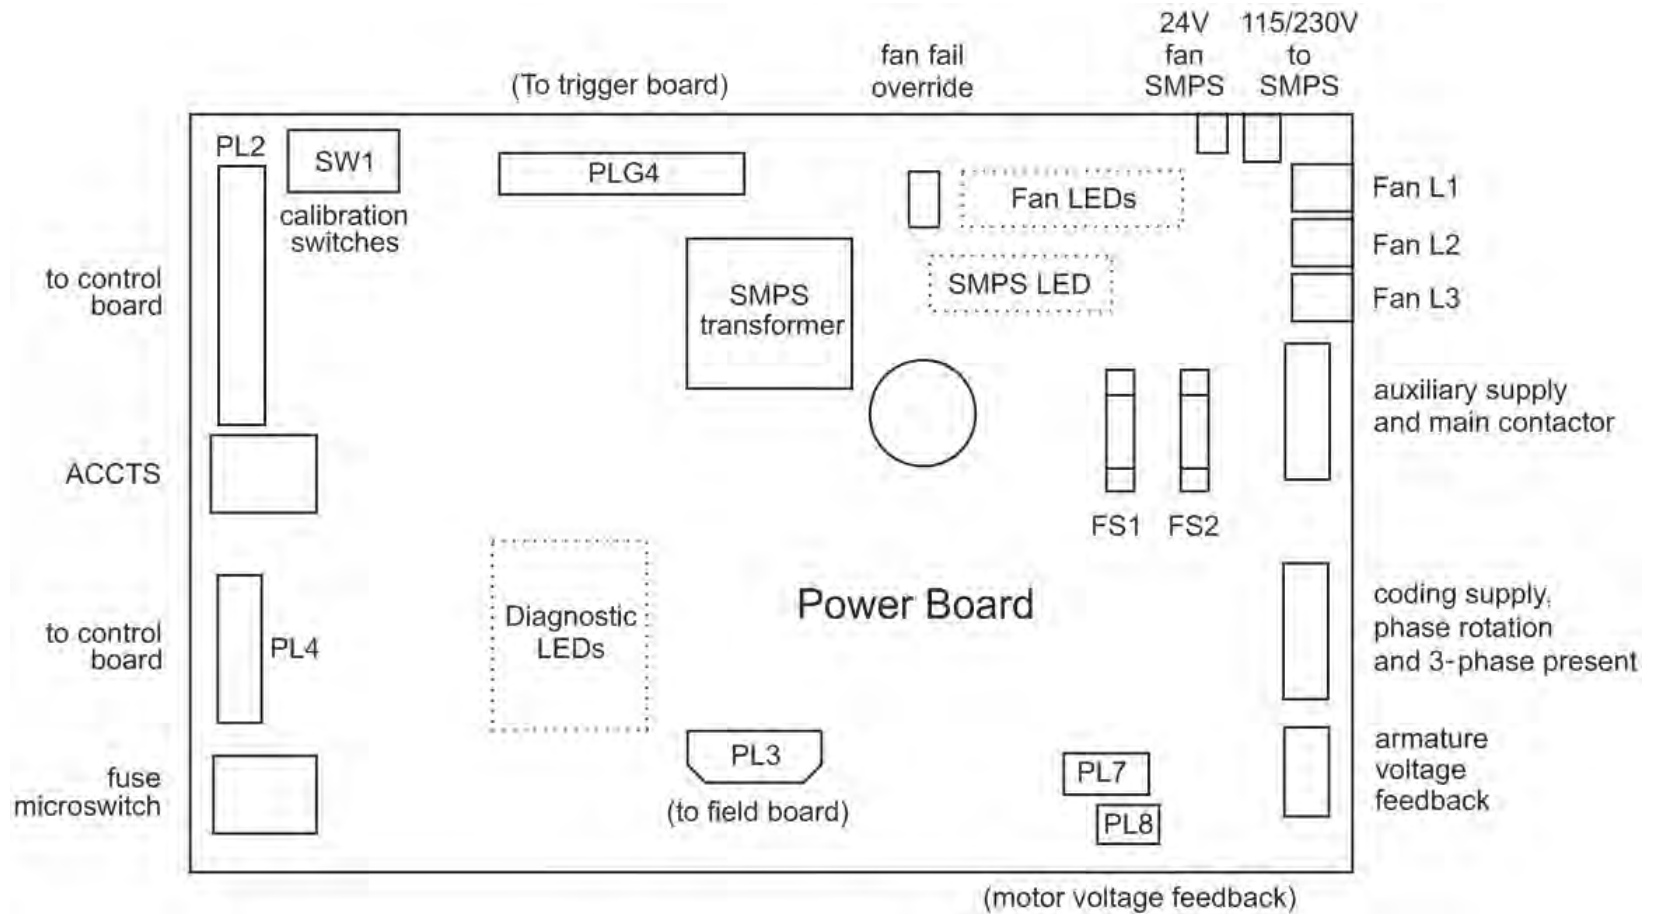 24V
fan
SMPS
115/230V
to
SMPS
fan fail
override
(To trigger board)
PL2
SW1
calibration
switches
PLG4
Fan LEDs
Fan L1
Fan L2
Fan L3
to control
board
SMPS
transformer
SMPS LED
auxiliary supply
and main contactor
ACCTS
FS1
FS2
Diagnostic
LEDs
Power Board
coding supply,
phase rotation
and 3-phase present
to control
board
PL4
PL3
(to field board)
PL7
PL8
armature
voltage
feedback
fuse
microswitch
(motor voltage feedback)